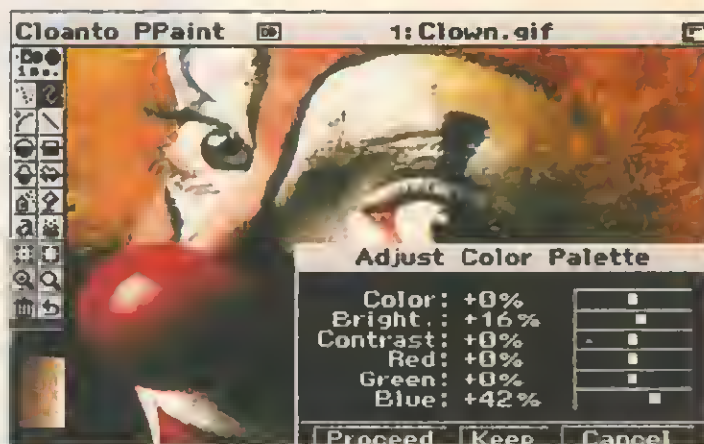 Cloanto PPaint 1:Clown.gif
Adjust Color Palette
Color: +0%
Bright.: +16%
Contrast: +0%
Red: +0%
Green: +0%
Blue: +42%
Proceed Keep Cancel